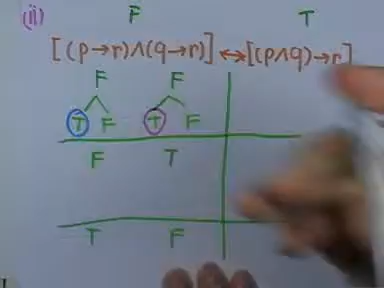 (ii) F T
[(p→r)∧(q→r)]↔[(p∧q)→r]
F F
T F T F
F T
T F